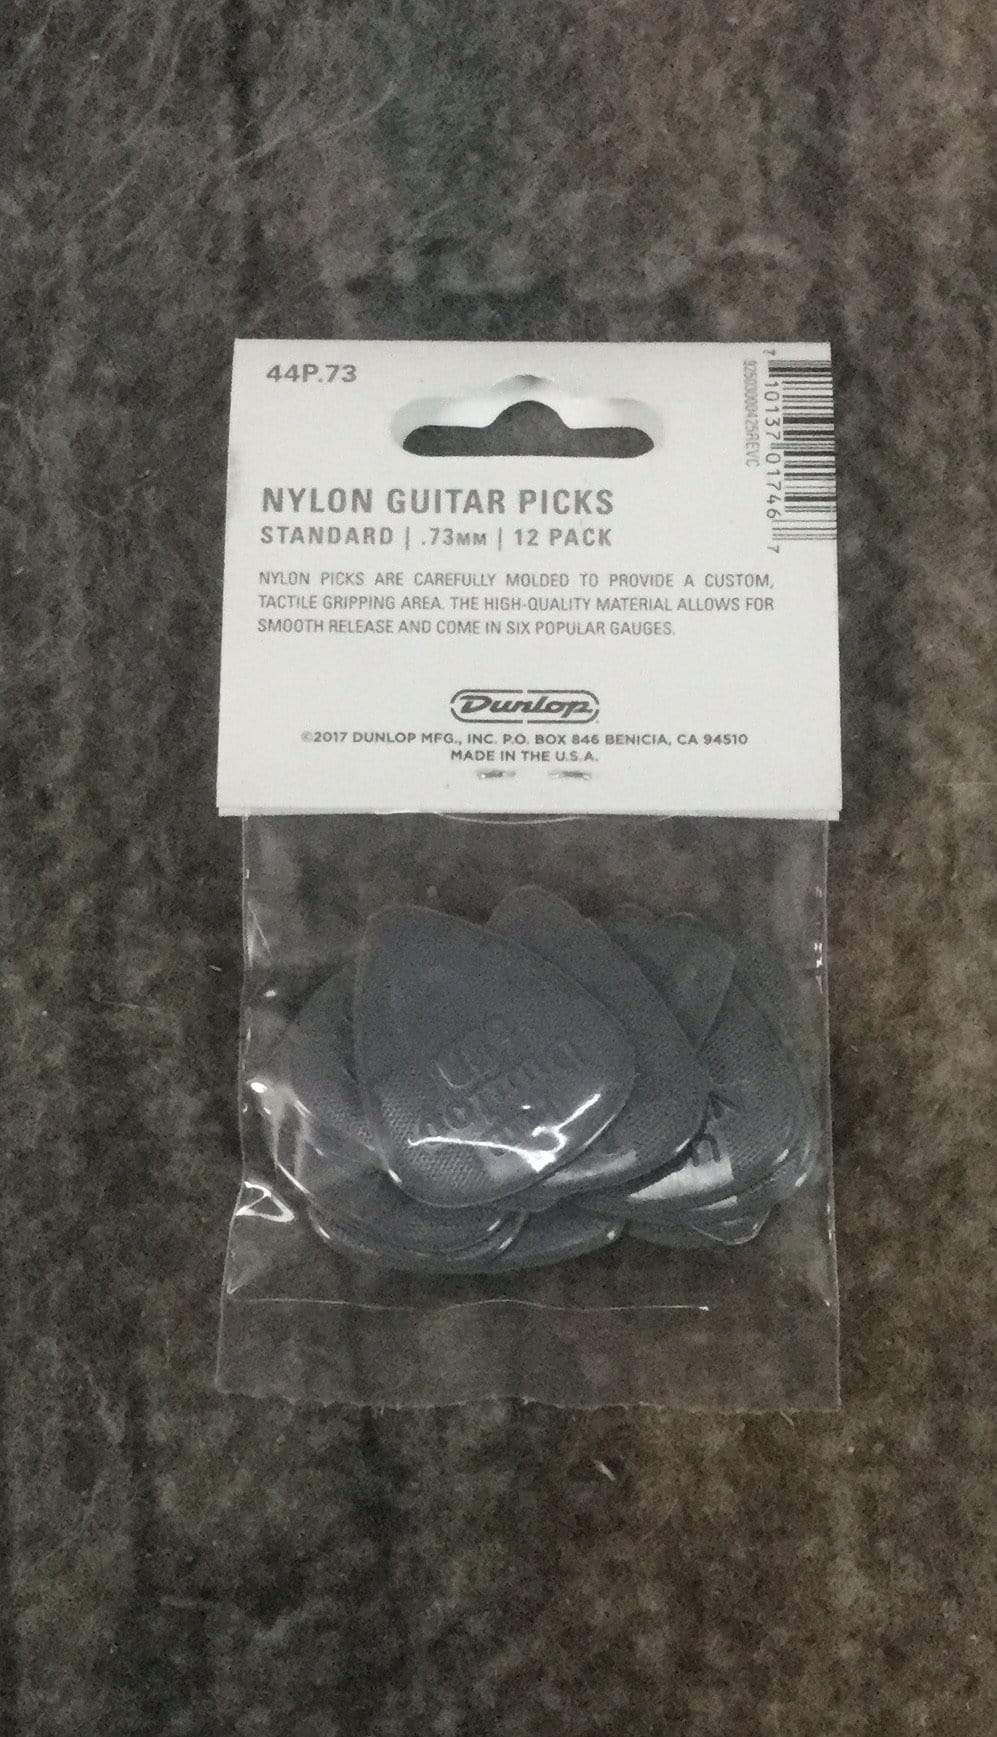 44P.73
7 10137 01746 7
92503000425REVC
NYLON GUITAR PICKS
STANDARD | .73MM | 12 PACK
NYLON PICKS ARE CAREFULLY MOLDED TO PROVIDE A CUSTOM,
TACTILE GRIPPING AREA. THE HIGH-QUALITY MATERIAL ALLOWS FOR
SMOOTH RELEASE AND COME IN SIX POPULAR GAUGES.
Dunlop
©2017 DUNLOP MFG., INC. P.O. BOX 846 BENICIA, CA 94510
MADE IN THE U.S.A.